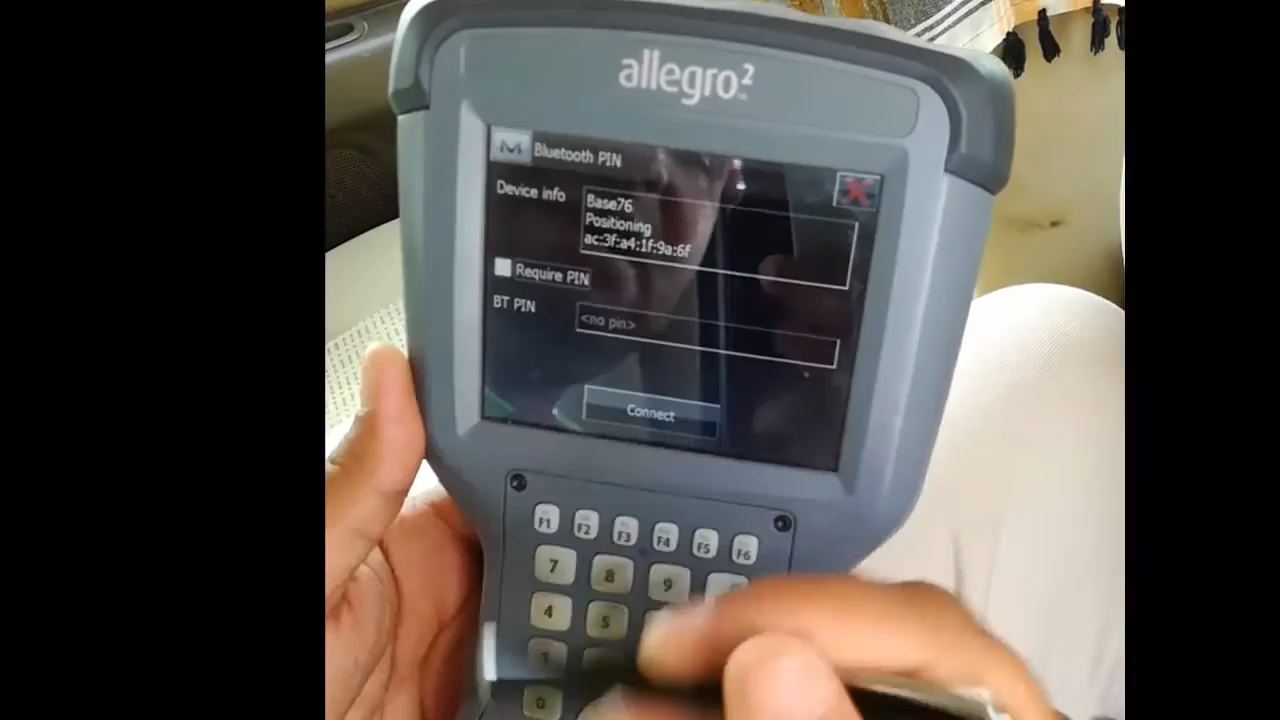 allegro²™
Bluetooth PIN
Device info
Base76
Positioning
ac:3f:a4:1f:9a:6f
Require PIN
BT PIN
<no pin>
Connect
F1 F2 F3 F4 F5 F6
7 8 9
4 5
1
0